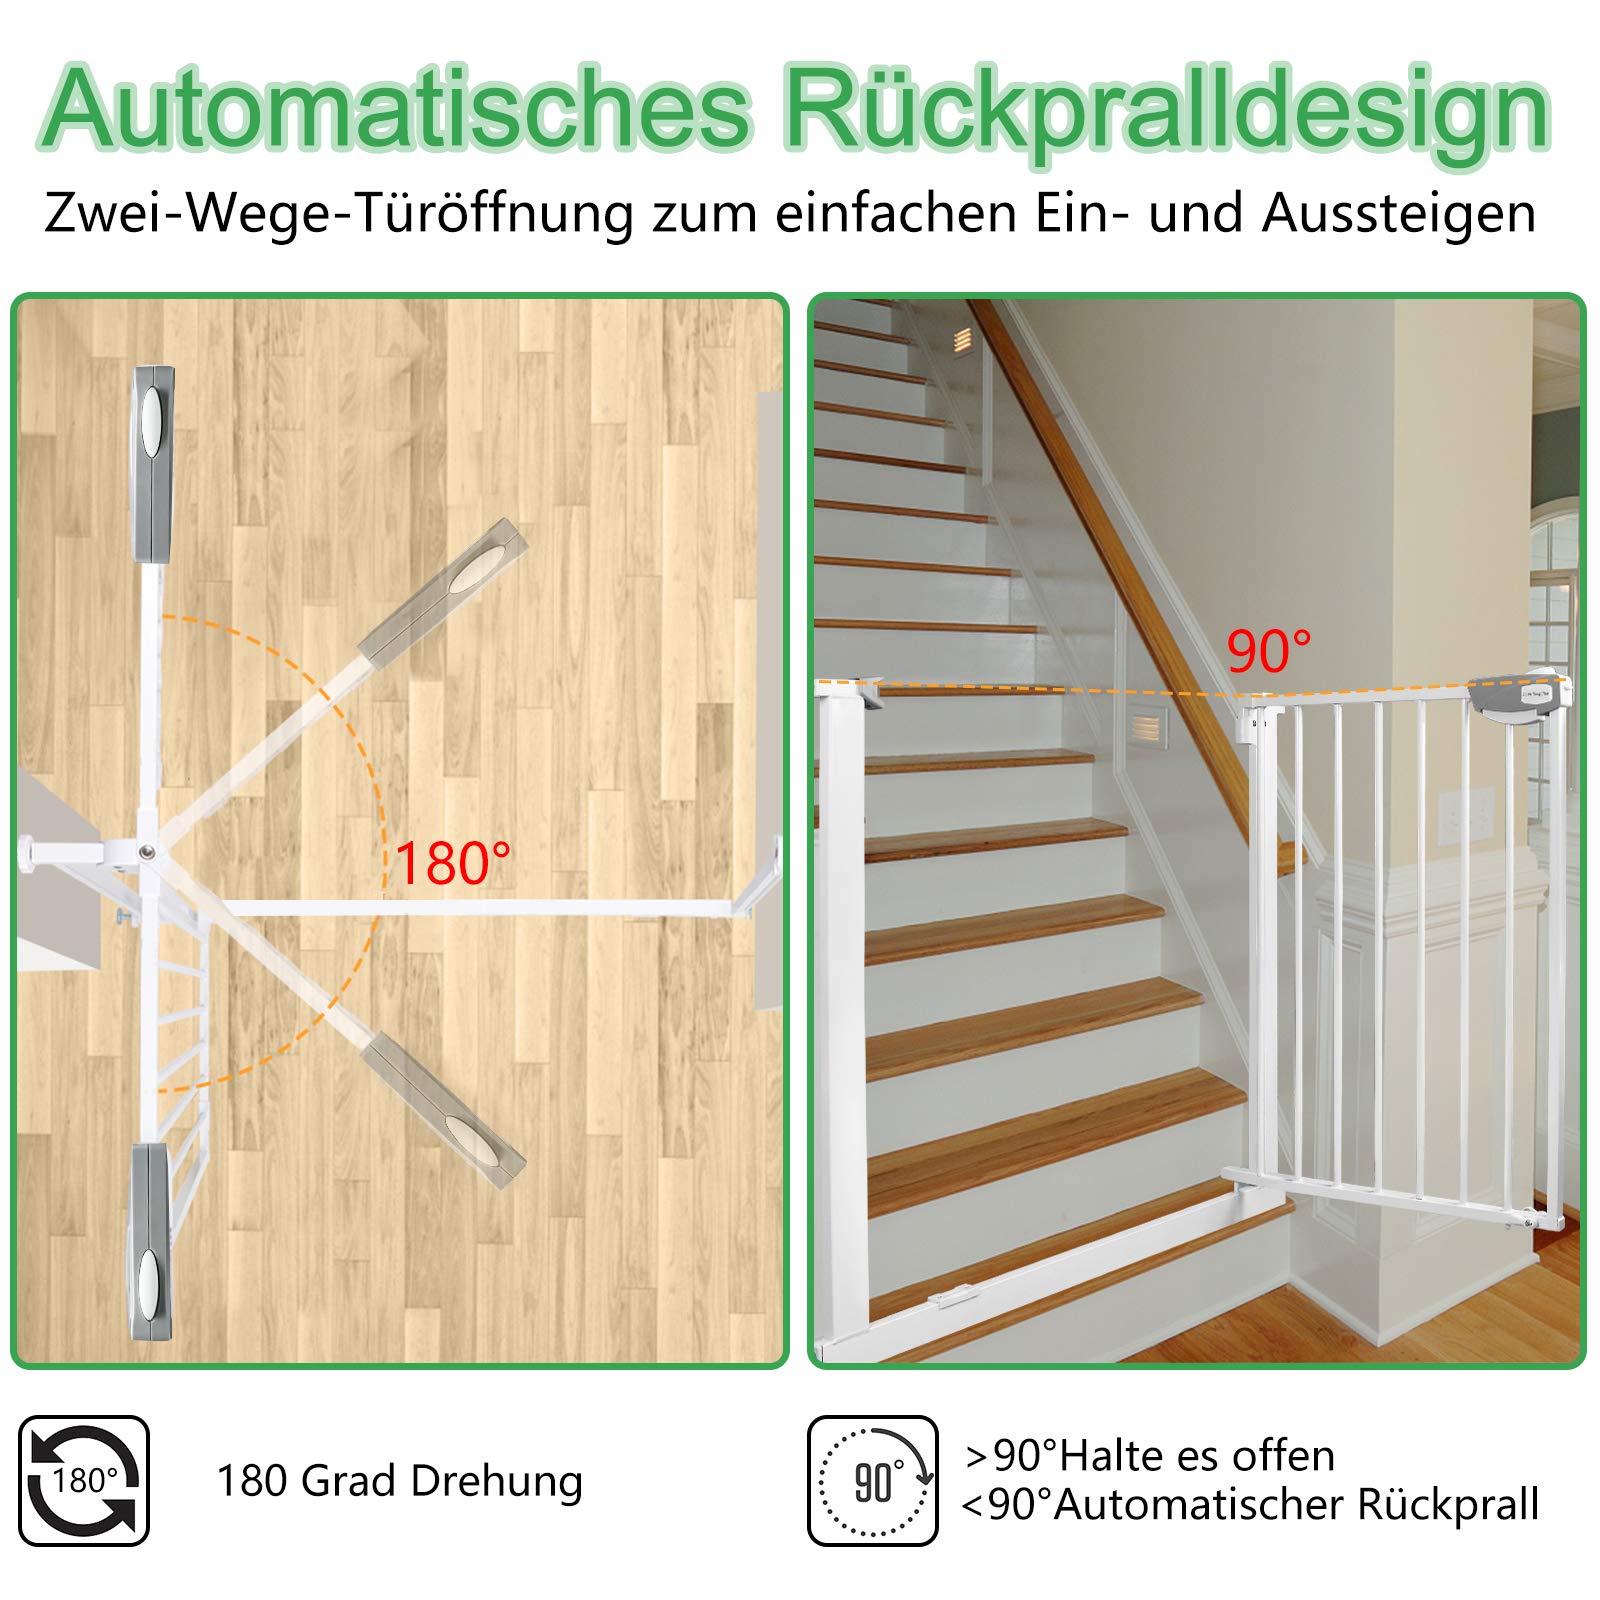 Automatisches Rückpralldesign
Zwei-Wege-Türöffnung zum einfachen Ein- und Aussteigen
180°
90°
180°
180 Grad Drehung
90°
>90°Halte es offen
<90°Automatischer Rückprall